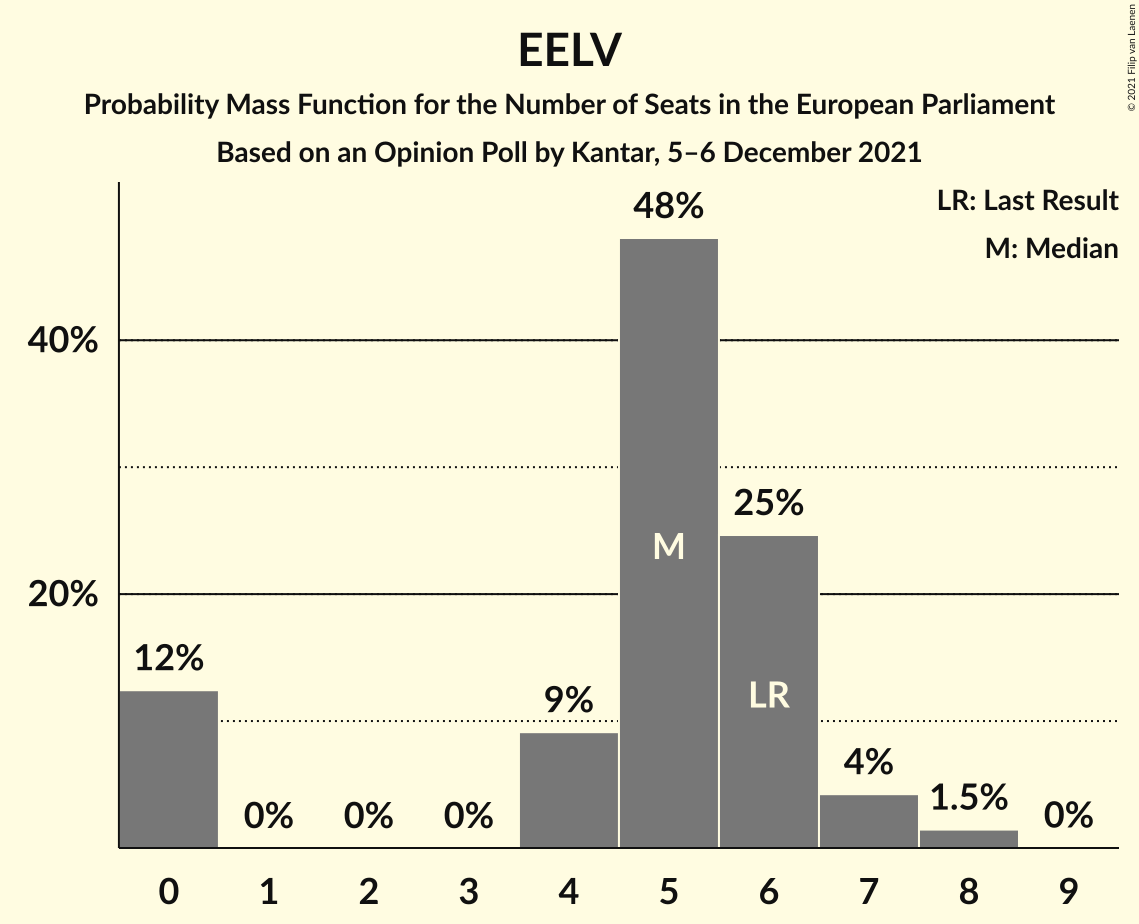 EELV
Probability Mass Function for the Number of Seats in the European Parliament
Based on an Opinion Poll by Kantar, 5–6 December 2021
© 2021 Filip van Laenen
LR: Last Result
M: Median
48%
40%
25%
M
20%
12%
LR
9%
4%
1.5%
0%
0%
0%
0%
0 1 2 3 4 5 6 7 8 9